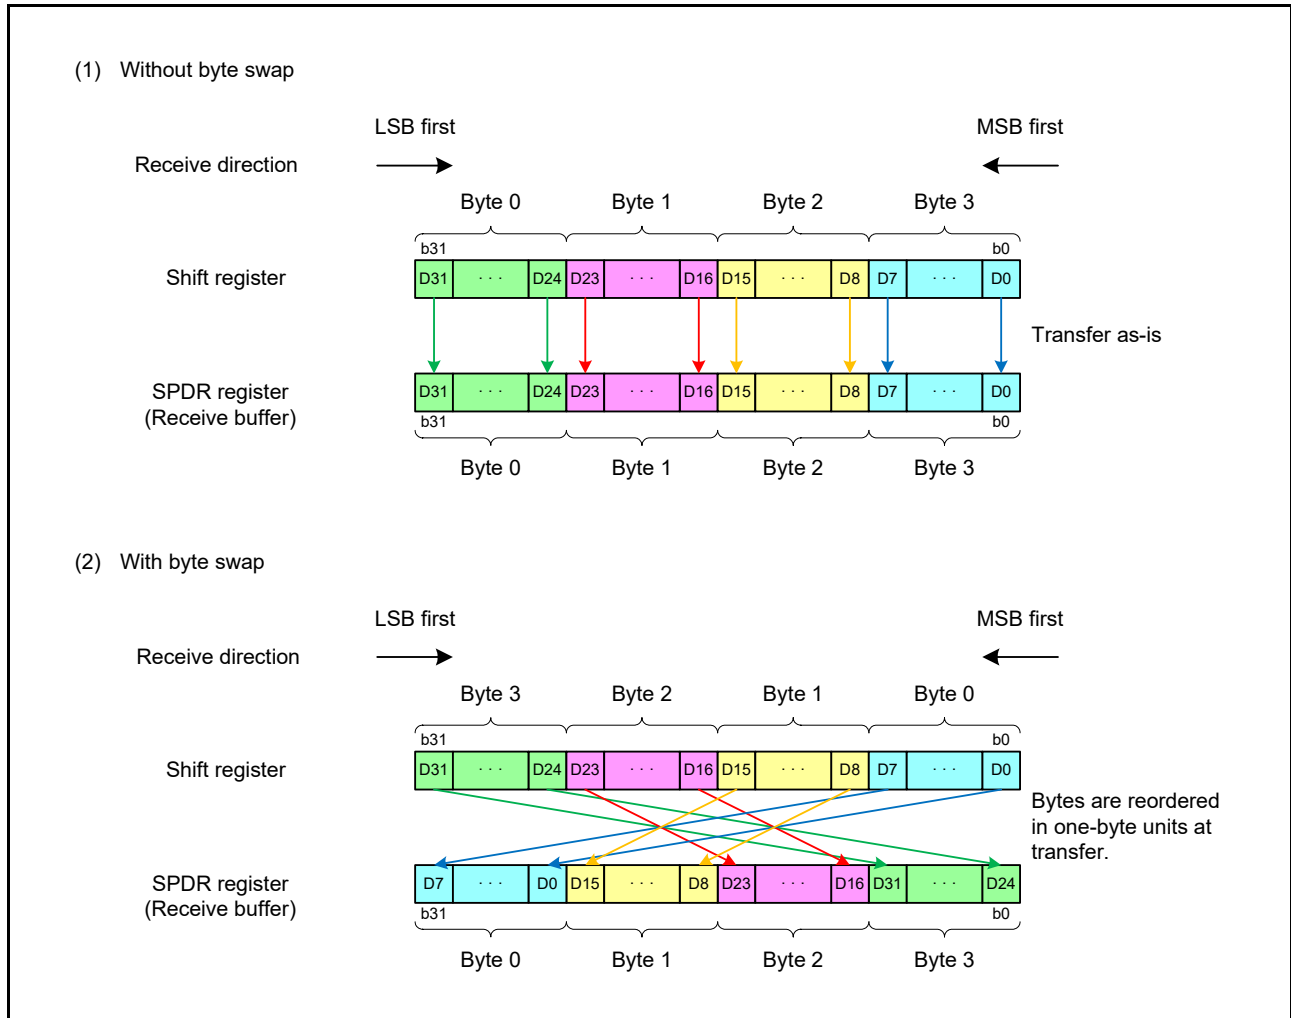 (1) Without byte swap
LSB first MSB first
Receive direction
Byte 0 Byte 1 Byte 2 Byte 3
b31 b0
Shift register D31 ··· D24 D23 ··· D16 D15 ··· D8 D7 ··· D0
Transfer as-is
SPDR register
(Receive buffer)
D31 ··· D24 D23 ··· D16 D15 ··· D8 D7 ··· D0
b31 b0
Byte 0 Byte 1 Byte 2 Byte 3
(2) With byte swap
LSB first MSB first
Receive direction
Byte 3 Byte 2 Byte 1 Byte 0
b31 b0
Shift register D31 ··· D24 D23 ··· D16 D15 ··· D8 D7 ··· D0
Bytes are reordered
in one-byte units at
transfer.
SPDR register
(Receive buffer)
D7 ··· D0 D15 ··· D8 D23 ··· D16 D31 ··· D24
b31 b0
Byte 0 Byte 1 Byte 2 Byte 3